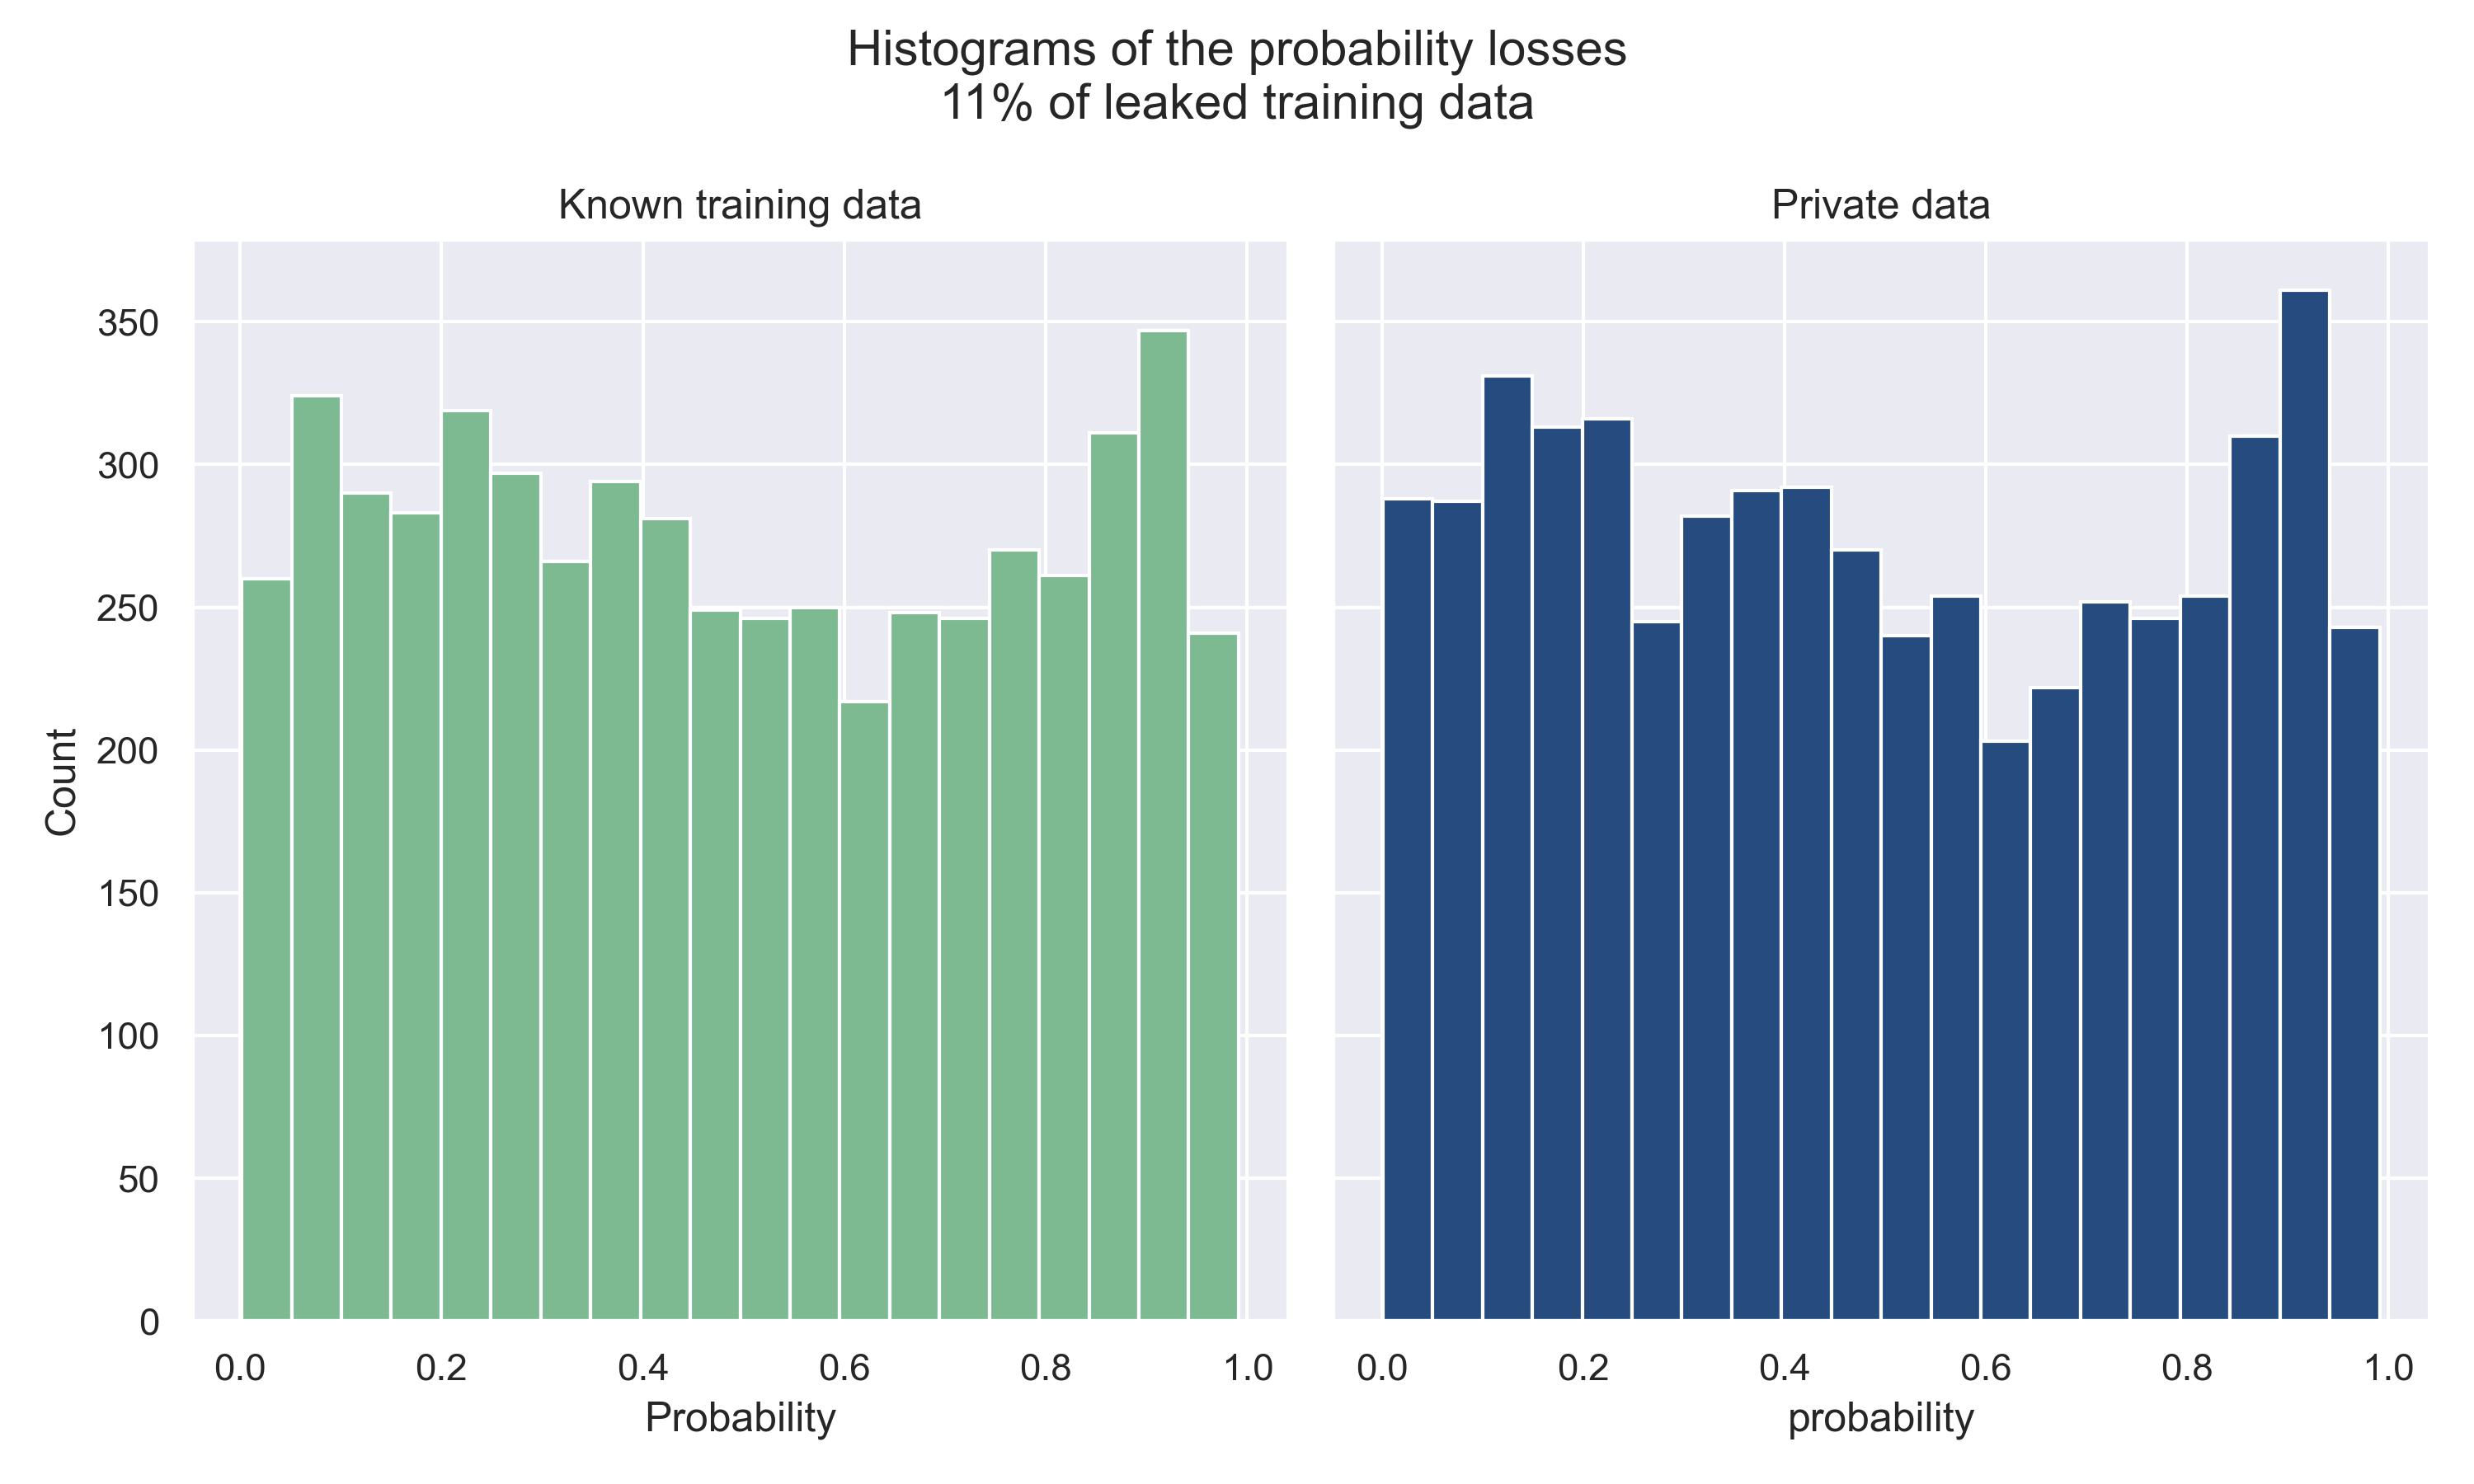 Histograms of the probability losses
11% of leaked training data
Known training data
Private data
Count
350
300
250
200
150
100
50
0
0.0 0.2 0.4 0.6 0.8 1.0
0.0 0.2 0.4 0.6 0.8 1.0
Probability
probability